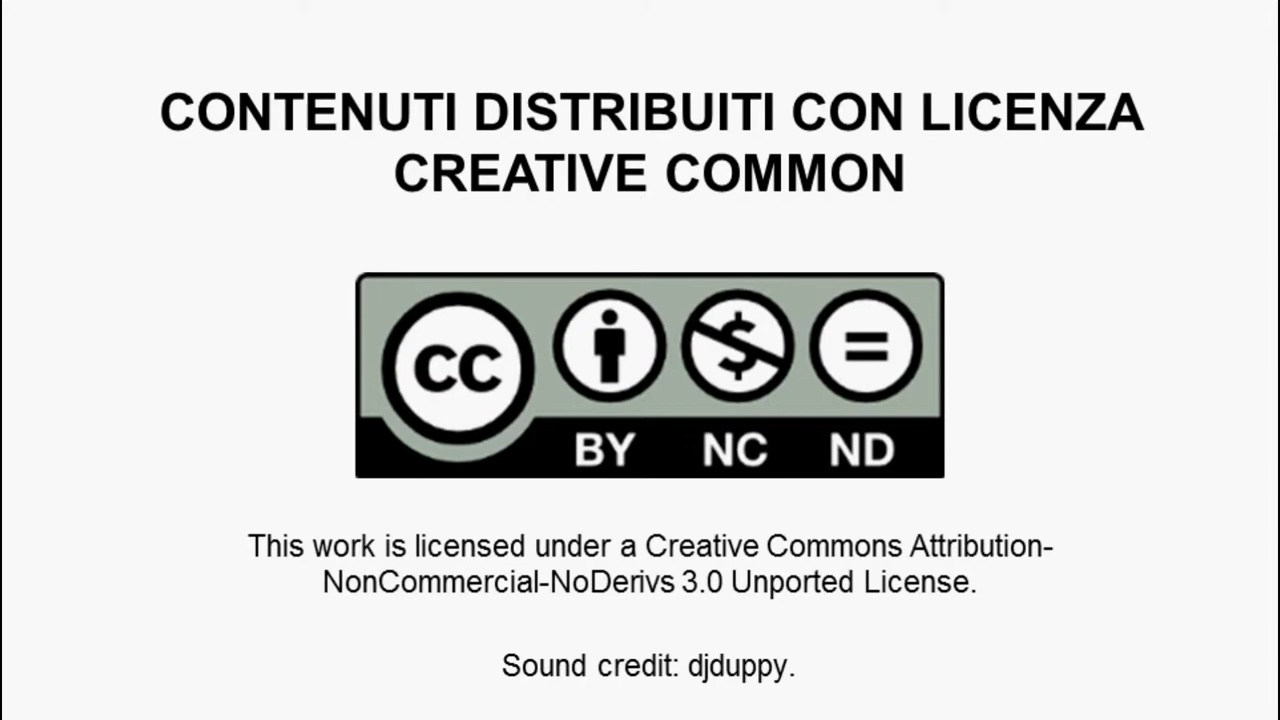 CONTENUTI DISTRIBUITI CON LICENZA
CREATIVE COMMON
CC
BY NC ND
This work is licensed under a Creative Commons Attribution-
NonCommercial-NoDerivs 3.0 Unported License.
Sound credit: djduppy.